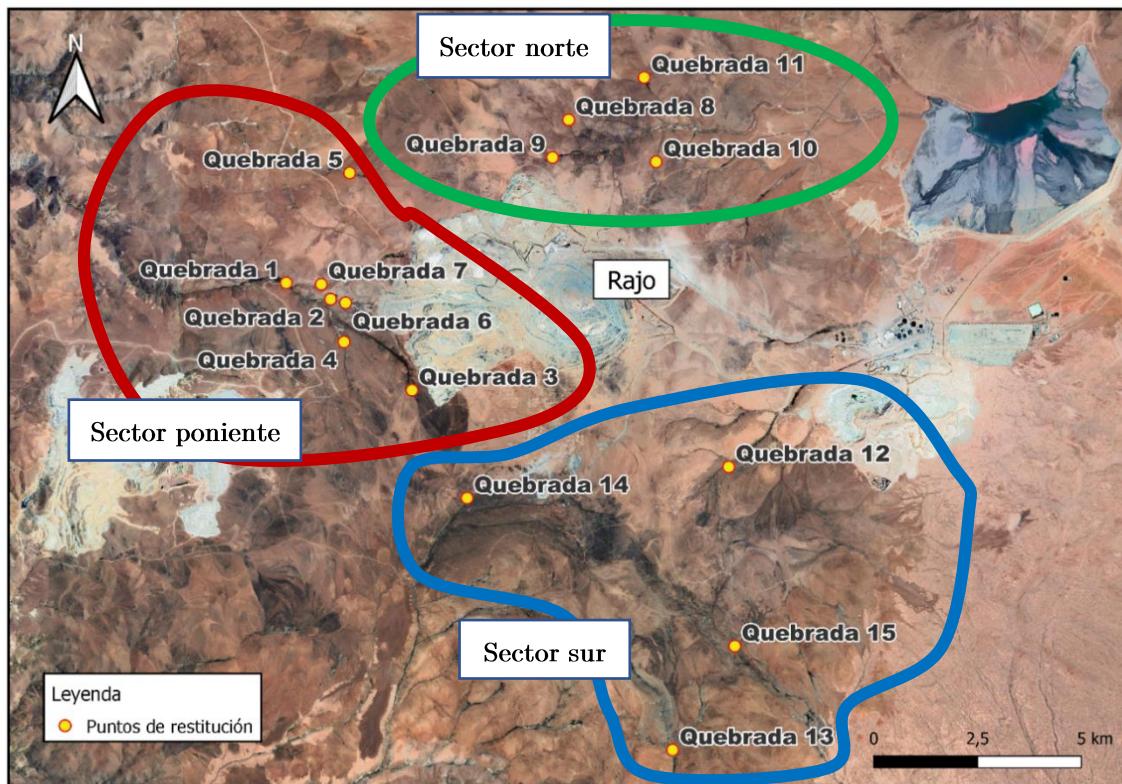 Sector norte
N
Quebrada 11
Quebrada 8
Quebrada 9
Quebrada 10
Quebrada 5
Quebrada 1
Quebrada 7
Rajo
Quebrada 2
Quebrada 6
Quebrada 4
Quebrada 3
Sector poniente
Quebrada 12
Quebrada 14
Quebrada 15
Sector sur
Leyenda
Puntos de restitución
Quebrada 13
0 2,5 5 km